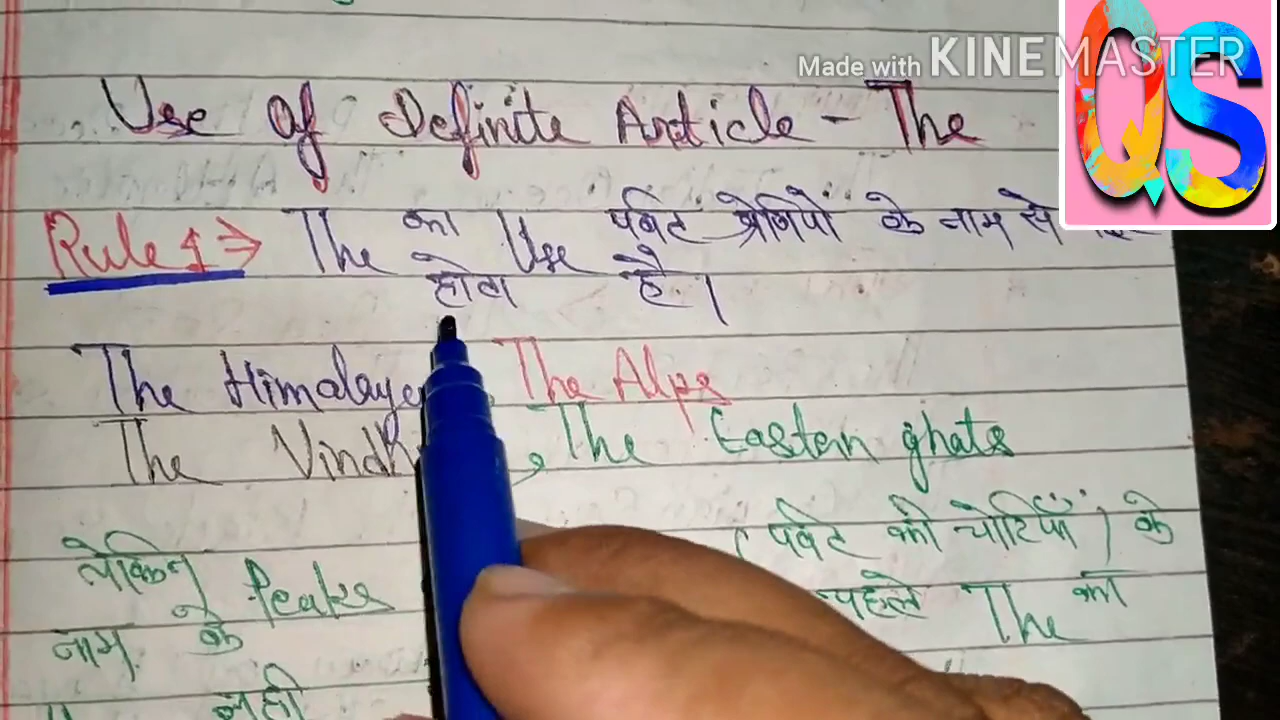 Made with KINEMASTER
QS
Use Of Definite Article - The
Rule 1 ⇒ The का Use पर्वत श्रेणियों के नाम से
होता है।
The Himalaya The Alps
The Vindh , The Eastern ghats
लेकिन Peaks (पर्वत की चोटियाँ) के
नाम के पहले The का
नहीं